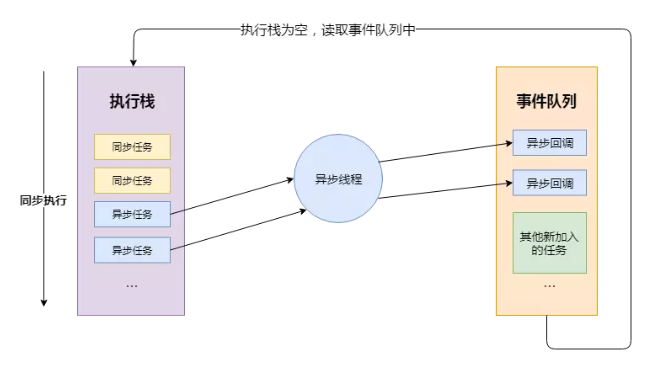 执行栈为空，读取事件队列中
执行栈
同步任务
同步任务
异步任务
异步任务
...
同步执行
异步线程
事件队列
异步回调
异步回调
其他新加入
的任务
...